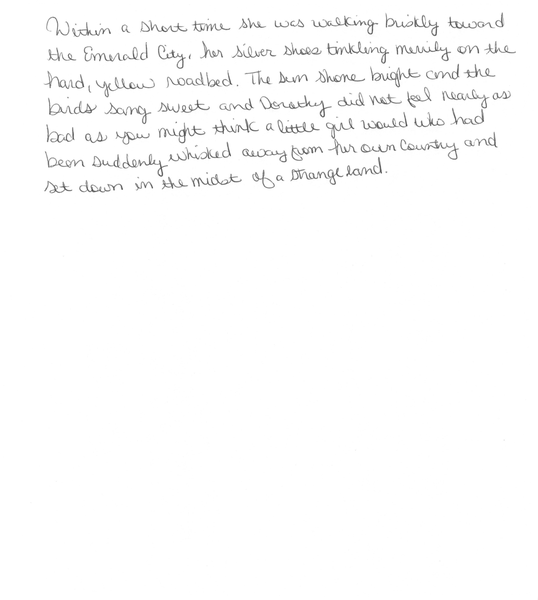 Within a short time she was walking briskly toward
the Emerald City, her silver shoes tinkling merrily on the
hard, yellow roadbed. The sun shone bright and the
birds sang sweet and Dorothy did not feel nearly as
bad as you might think a little girl would who had
been suddenly whisked away from her own country and
set down in the midst of a strange land.